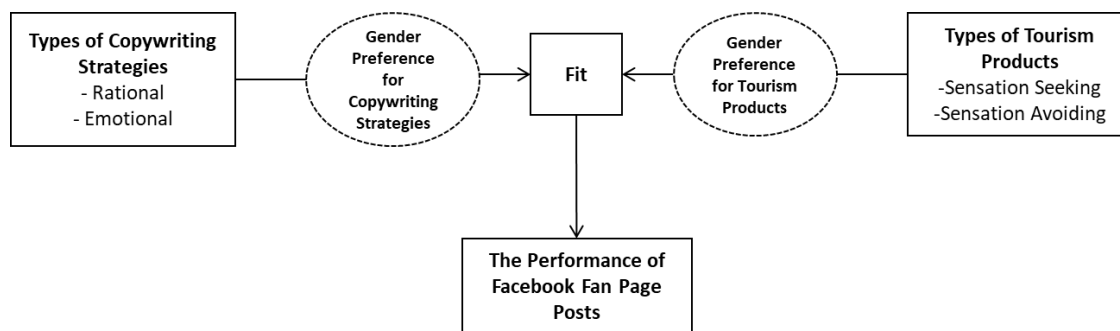 Types of Copywriting
Strategies
- Rational
- Emotional
Gender
Preference
for
Copywriting
Strategies
Fit
Gender
Preference
for Tourism
Products
Types of Tourism
Products
-Sensation Seeking
-Sensation Avoiding
The Performance of
Facebook Fan Page
Posts